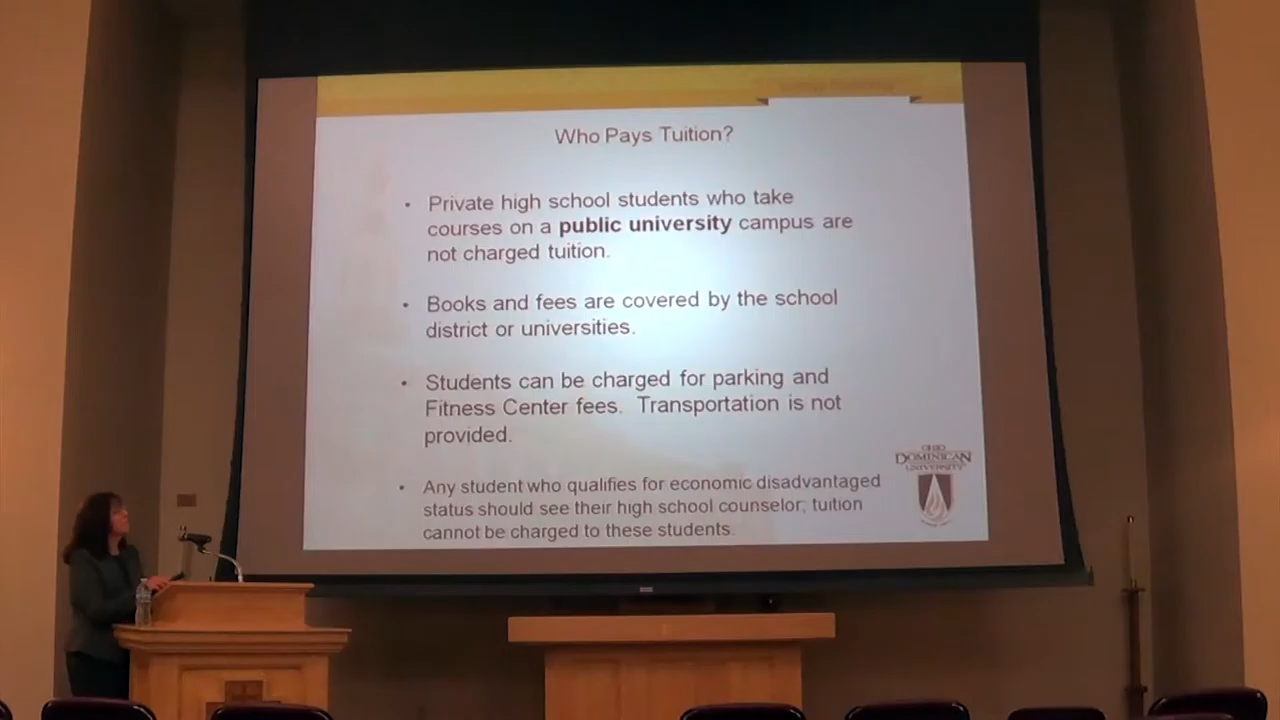 Who Pays Tuition?
• Private high school students who take
courses on a public university campus are
not charged tuition.
• Books and fees are covered by the school
district or universities.
• Students can be charged for parking and
Fitness Center fees. Transportation is not
provided.
• Any student who qualifies for economic disadvantaged
status should see their high school counselor; tuition
cannot be charged to these students.
OHIO
DOMINICAN
UNIVERSITY